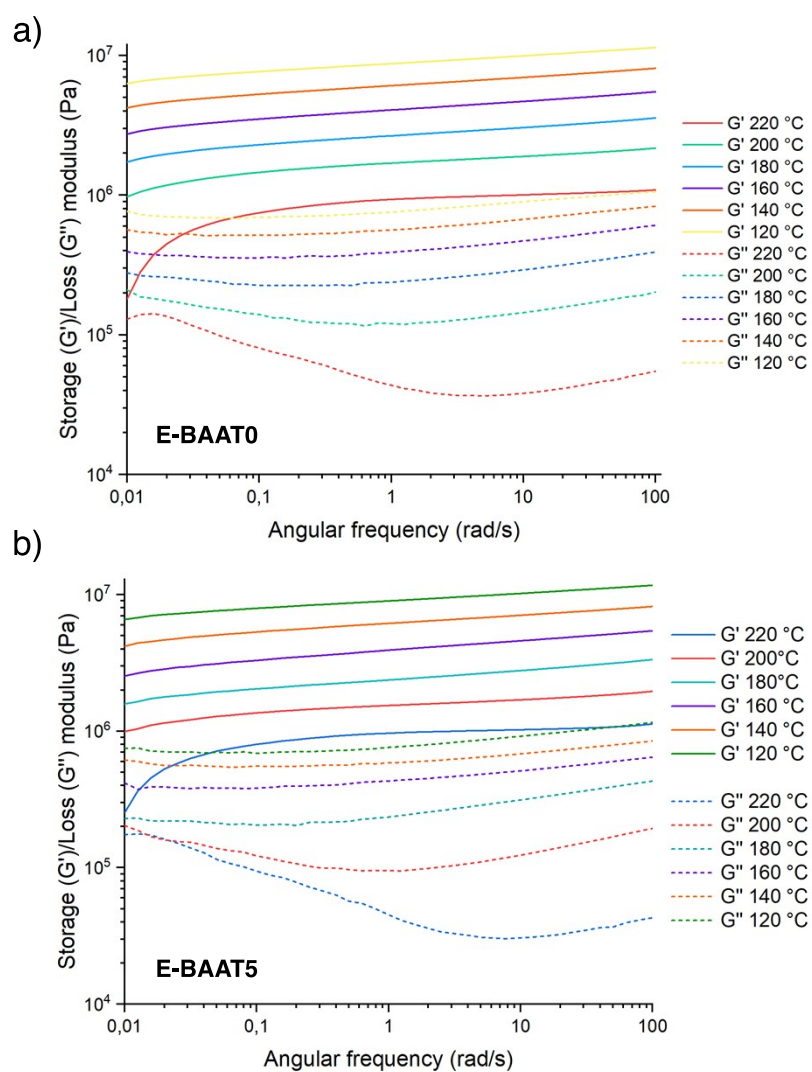 a)
10⁷
10⁶
10⁵
10⁴
Storage (G')/Loss (G'') modulus (Pa)
E-BAAT0
0,01 0,1 1 10 100
Angular frequency (rad/s)
G' 220 °C
G' 200 °C
G' 180 °C
G' 160 °C
G' 140 °C
G' 120 °C
G'' 220 °C
G'' 200 °C
G'' 180 °C
G'' 160 °C
G'' 140 °C
G'' 120 °C
b)
10⁷
10⁶
10⁵
10⁴
Storage (G')/Loss (G'') modulus (Pa)
E-BAAT5
0,01 0,1 1 10 100
Angular frequency (rad/s)
G' 220 °C
G' 200°C
G' 180°C
G' 160 °C
G' 140 °C
G' 120 °C
G'' 220 °C
G'' 200 °C
G'' 180 °C
G'' 160 °C
G'' 140 °C
G'' 120 °C